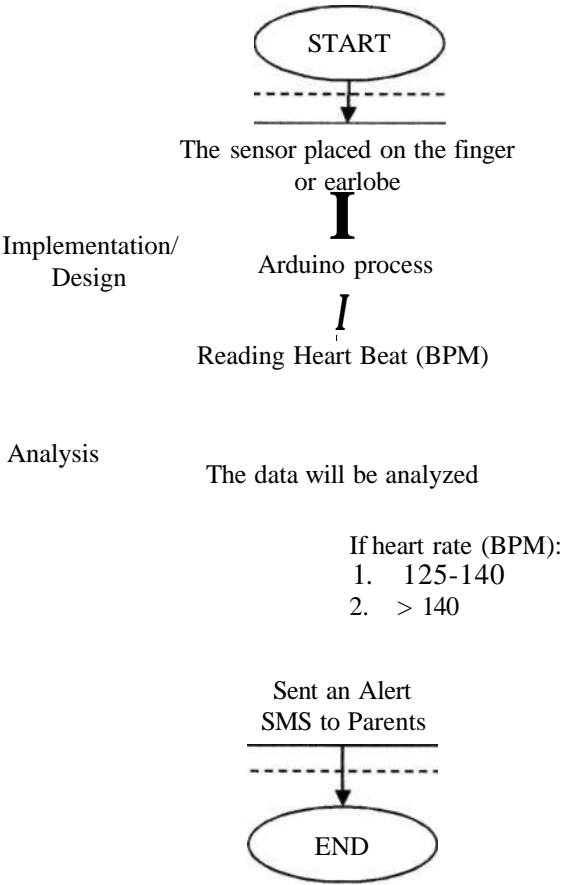 START
The sensor placed on the finger
or earlobe
Implementation/
Design
Arduino process
Reading Heart Beat (BPM)
Analysis
The data will be analyzed
If heart rate (BPM):
1. 125-140
2. > 140
Sent an Alert
SMS to Parents
END